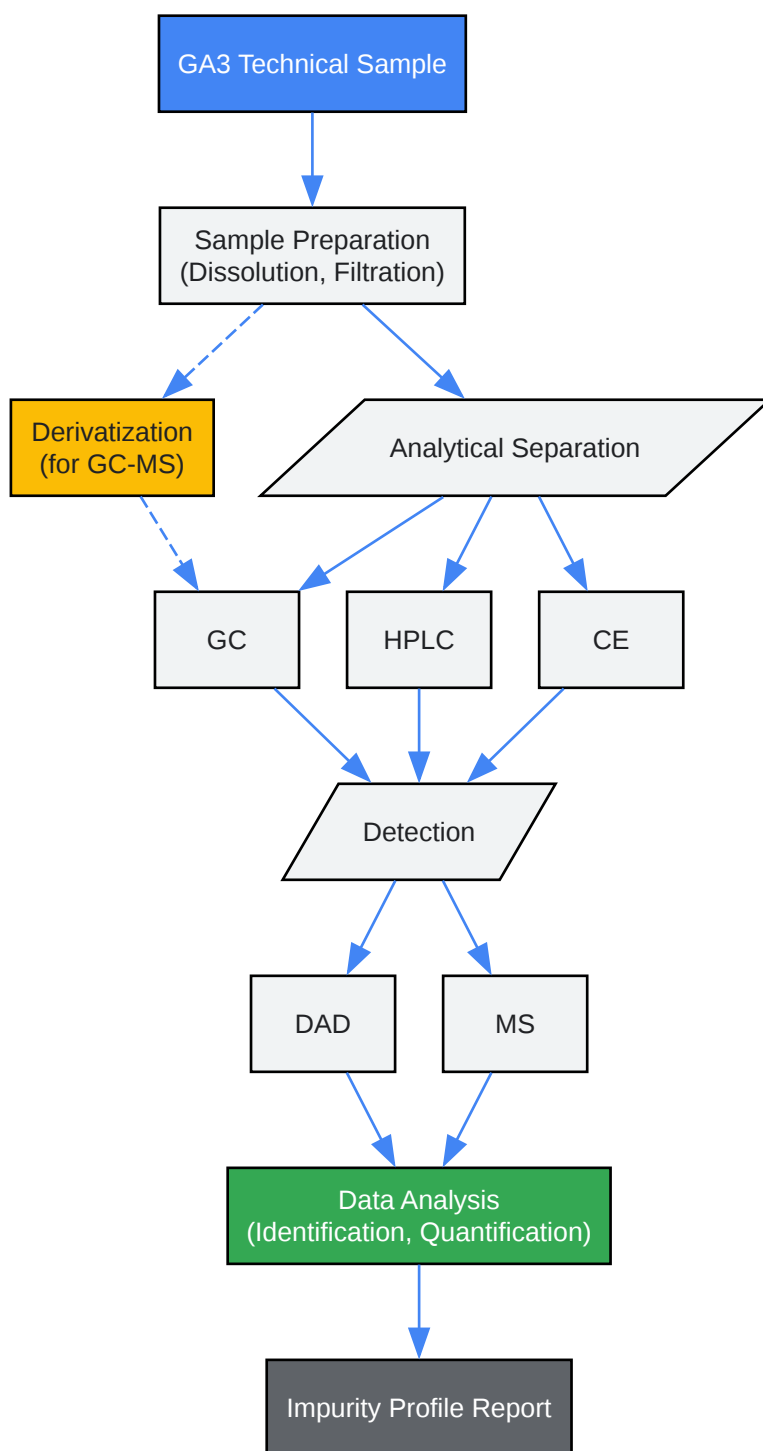 GA3 Technical Sample
Sample Preparation
(Dissolution, Filtration)
Derivatization
(for GC-MS)
Analytical Separation
GC
HPLC
CE
Detection
DAD
MS
Data Analysis
(Identification, Quantification)
Impurity Profile Report